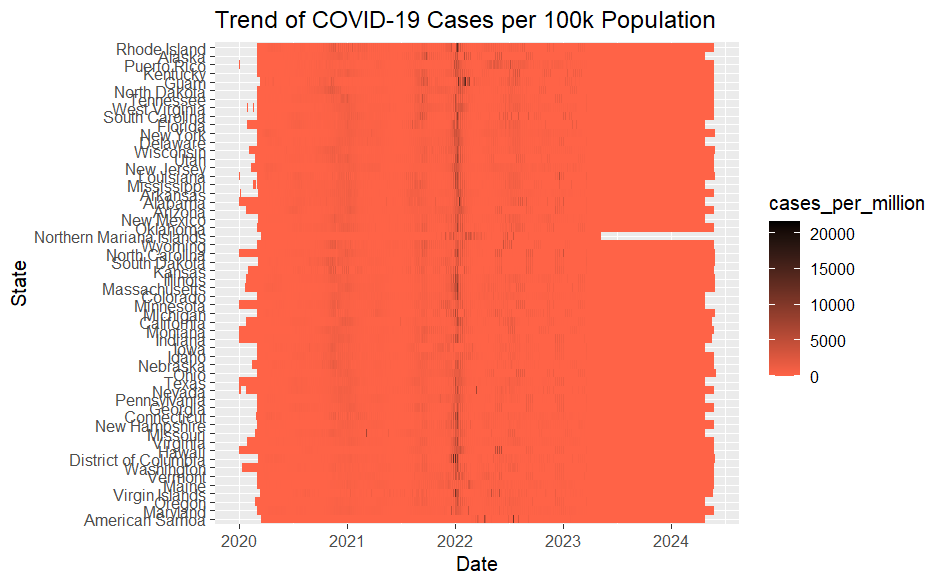 Trend of COVID-19 Cases per 100k Population
State
Rhode Island
Alaska
Puerto Rico
Kentucky
Guam
North Dakota
Tennessee
West Virginia
South Carolina
Florida
New York
Delaware
Wisconsin
Utah
New Jersey
Louisiana
Mississippi
Arkansas
Alabama
Arizona
New Mexico
Oklahoma
Northern Mariana Islands
Wyoming
North Carolina
South Dakota
Kansas
Illinois
Massachusetts
Colorado
Minnesota
Michigan
California
Montana
Indiana
Iowa
Idaho
Nebraska
Ohio
Texas
Nevada
Pennsylvania
Georgia
Connecticut
New Hampshire
Missouri
Virginia
Hawaii
District of Columbia
Washington
Vermont
Maine
Virgin Islands
Oregon
Maryland
American Samoa
2020 2021 2022 2023 2024
Date
cases_per_million
20000
15000
10000
5000
0